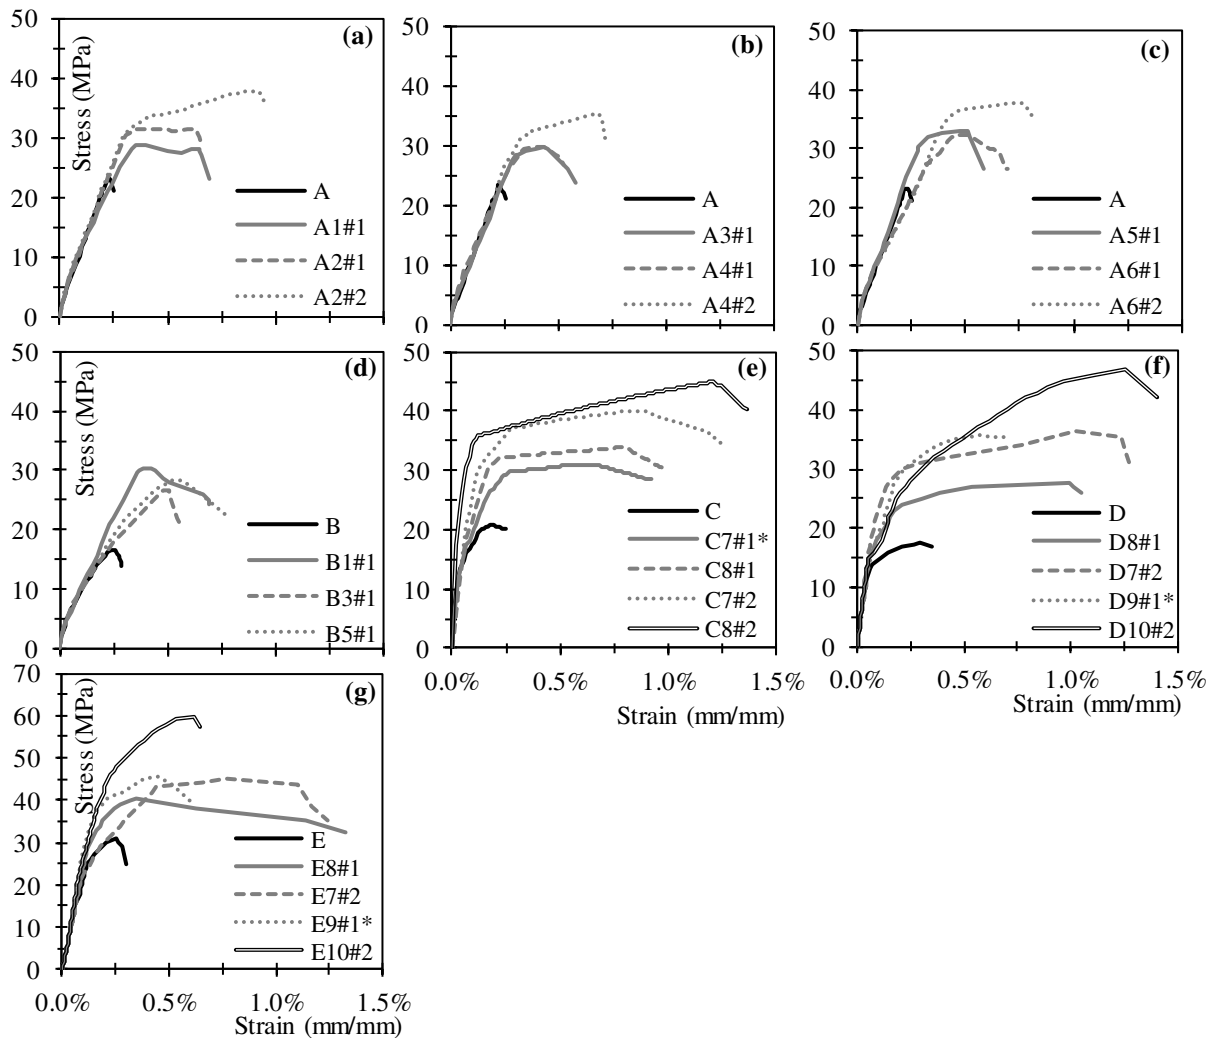 (a)
Stress (MPa)
50
40
30
20
10
0
A
A1#1
A2#1
A2#2
(b)
50
40
30
20
10
0
A
A3#1
A4#1
A4#2
(c)
50
40
30
20
10
0
A
A5#1
A6#1
A6#2
(d)
Stress (MPa)
50
40
30
20
10
0
B
B1#1
B3#1
B5#1
(e)
50
40
30
20
10
0
C
C7#1*
C8#1
C7#2
C8#2
0.0% 0.5% 1.0% 1.5%
Strain (mm/mm)
(f)
50
40
30
20
10
0
D
D8#1
D7#2
D9#1*
D10#2
0.0% 0.5% 1.0% 1.5%
Strain (mm/mm)
(g)
Stress (MPa)
70
60
50
40
30
20
10
0
E
E8#1
E7#2
E9#1*
E10#2
0.0% 0.5% 1.0% 1.5%
Strain (mm/mm)